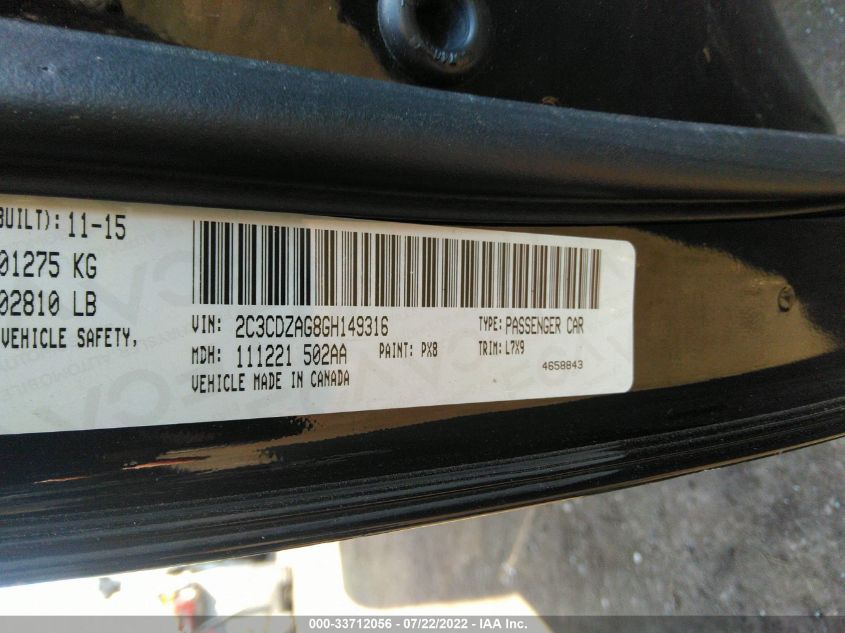 BUILT): 11-15
01275 KG
02810 LB
VEHICLE SAFETY,
VIN: 2C3CDZAG8GH149316
TYPE: PASSENGER CAR
MDH: 111221 502AA
PAINT: PX8
TRIM: L7X9
VEHICLE MADE IN CANADA
4658843
000-33712056 - 07/22/2022 - IAA Inc.